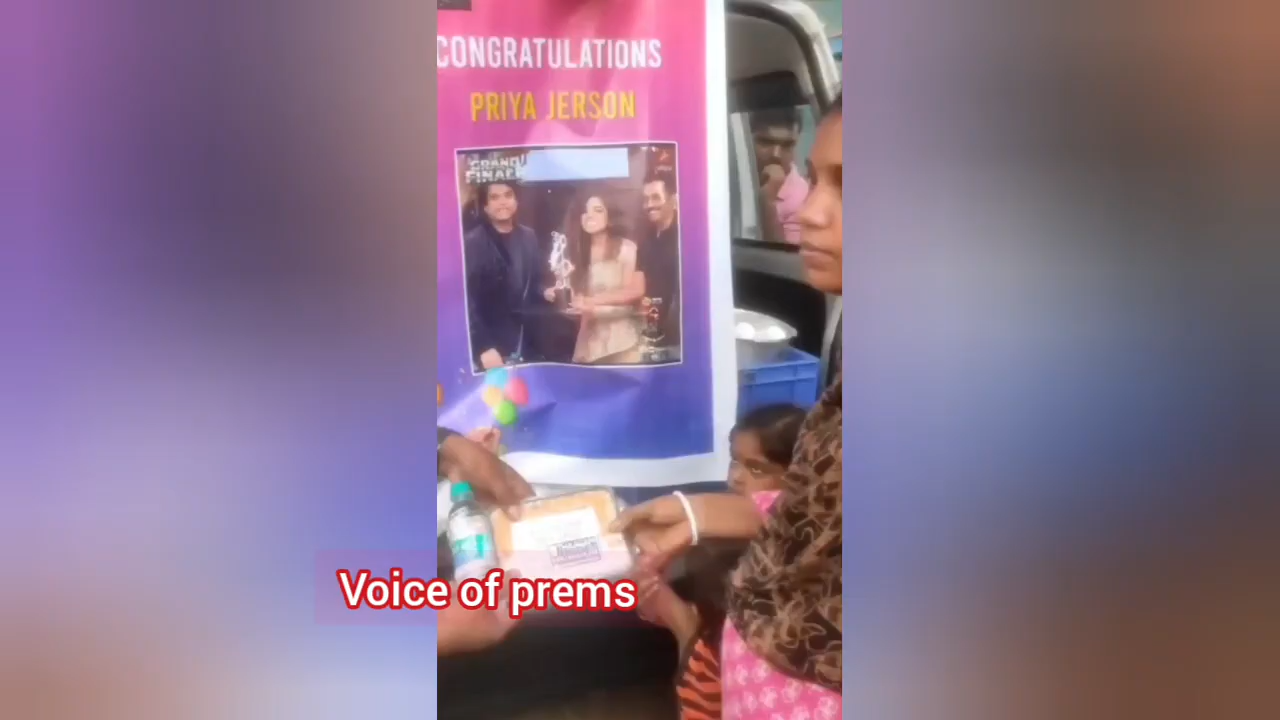 CONGRATULATIONS
PRIYA JERSON
GRAND
FINALE
Voice of prems